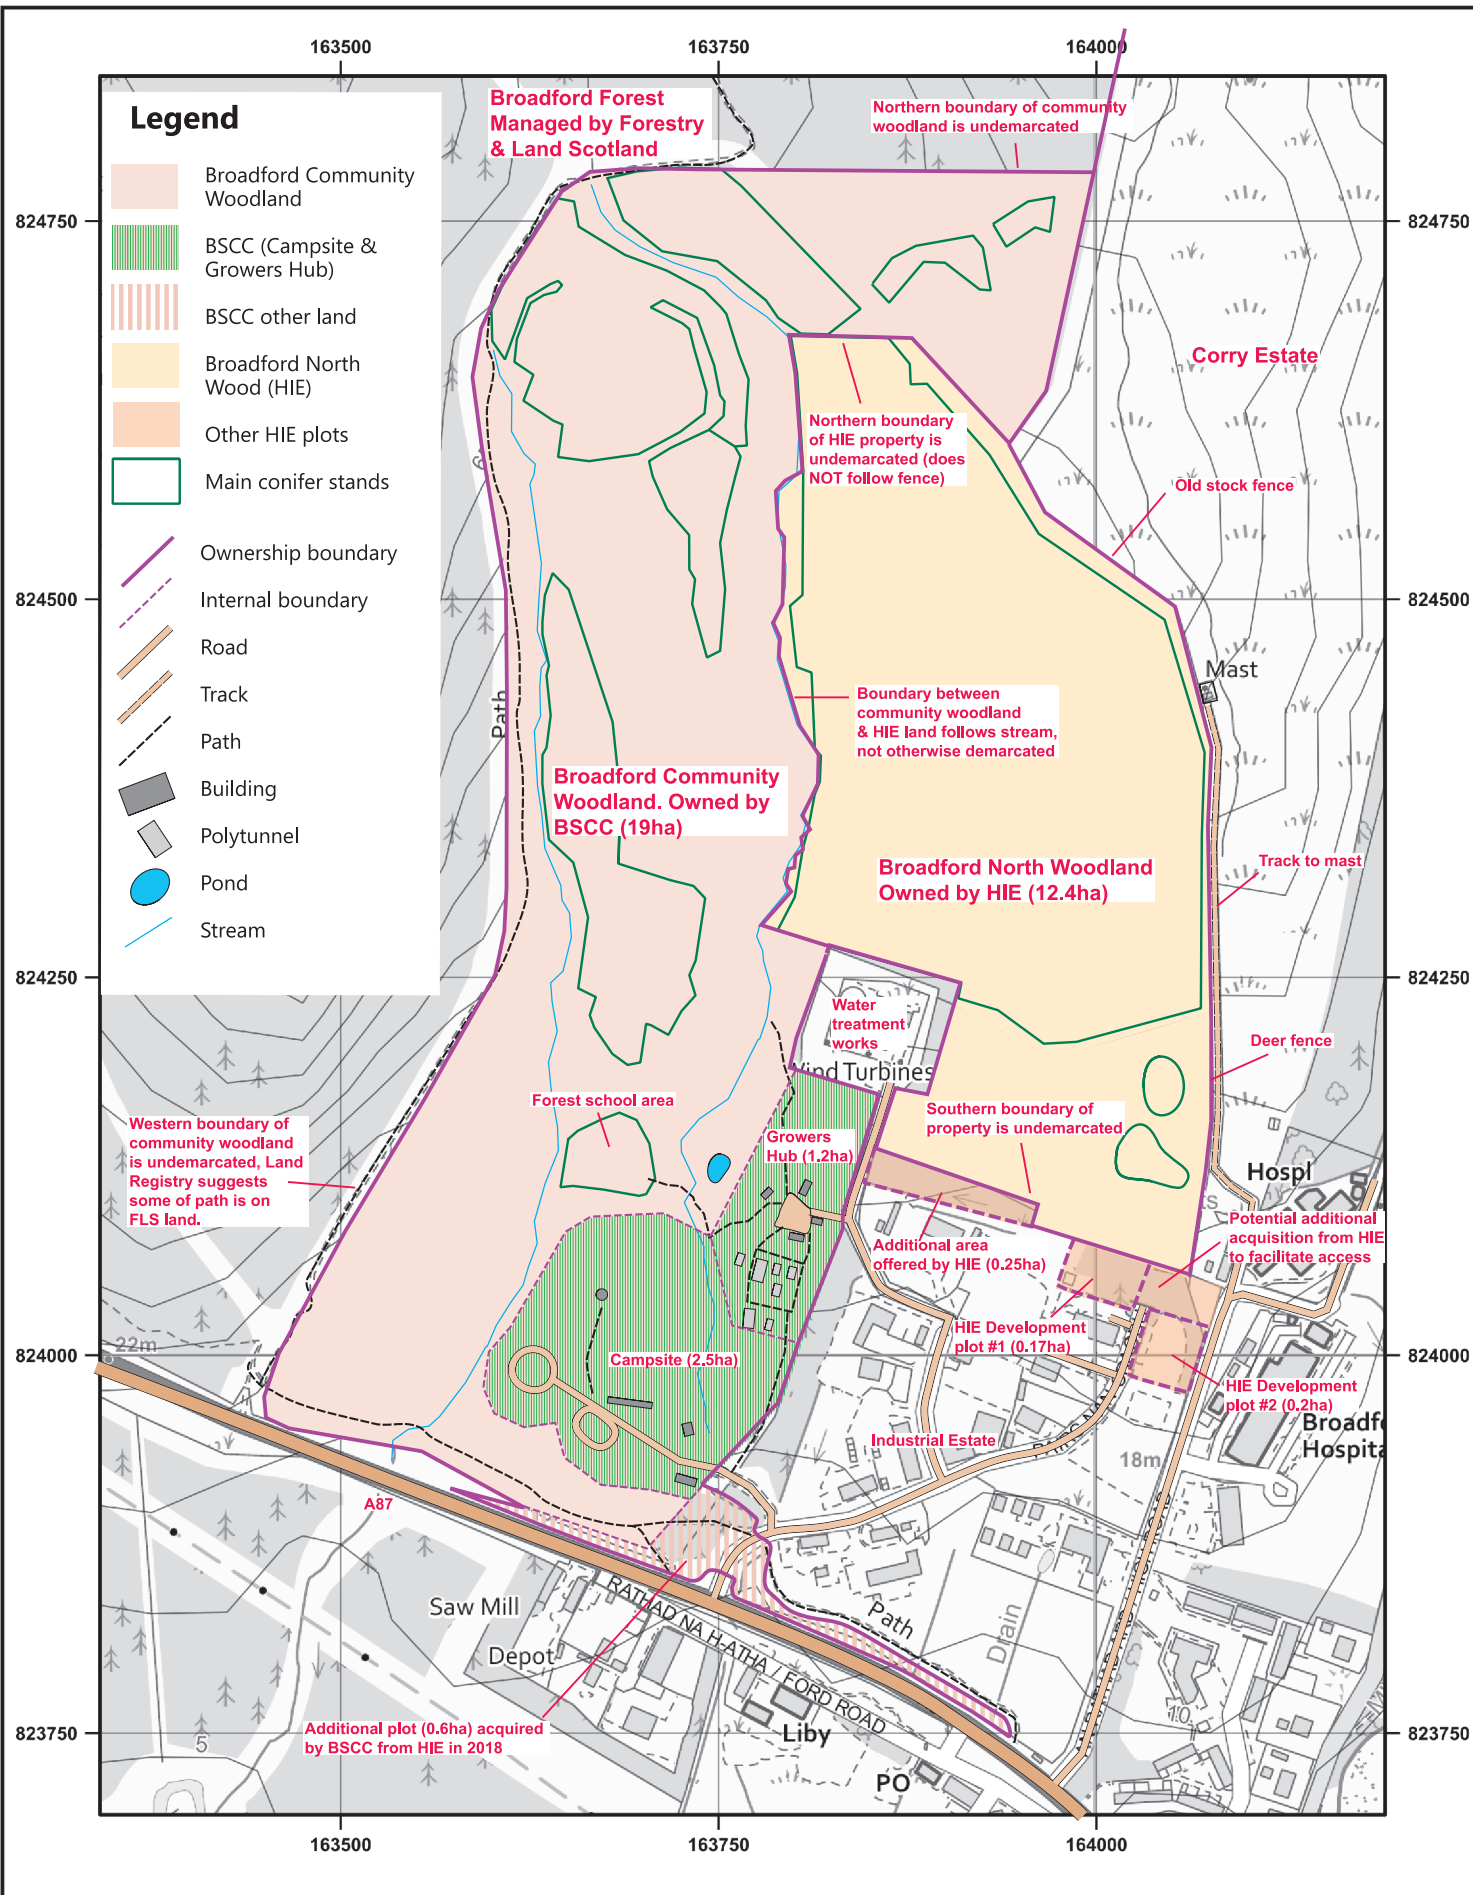 163500
163750
164000
Legend
Broadford Community
Woodland
BSCC (Campsite &
Growers Hub)
BSCC other land
Broadford North
Wood (HIE)
Other HIE plots
Main conifer stands
Ownership boundary
Internal boundary
Road
Track
Path
Building
Polytunnel
Pond
Stream
Broadford Forest
Managed by Forestry
& Land Scotland
Northern boundary of community
woodland is undemarcated
824750
824750
Corry Estate
Northern boundary
of HIE property is
undemarcated (does
NOT follow fence)
Old stock fence
824500
824500
Mast
Path
Boundary between
community woodland
& HIE land follows stream,
not otherwise demarcated
Broadford Community
Woodland. Owned by
BSCC (19ha)
Broadford North Woodland
Owned by HIE (12.4ha)
Track to mast
824250
824250
Water
treatment
works
Wind Turbines
Deer fence
Forest school area
Southern boundary of
property is undemarcated
Western boundary of
community woodland
is undemarcated, Land
Registry suggests
some of path is on
FLS land.
Growers
Hub (1.2ha)
Hospl
Potential additional
acquisition from HIE
to facilitate access
Additional area
offered by HIE (0.25ha)
HIE Development
plot #1 (0.17ha)
22m
824000
824000
Campsite (2.5ha)
HIE Development
plot #2 (0.2ha)
Broadfo
Hospita
Industrial Estate
18m
A87
RATHAD NA H-ATHA / FORD ROAD
Saw Mill
Depot
Path
Drain
Additional plot (0.6ha) acquired
by BSCC from HIE in 2018
5
Liby
PO
10
823750
823750
163500
163750
164000